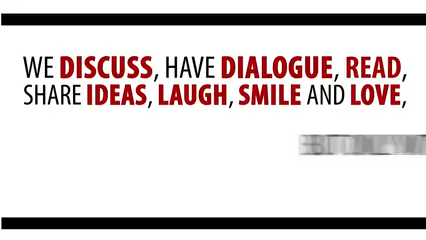 WE DISCUSS, HAVE DIALOGUE, READ,
SHARE IDEAS, LAUGH, SMILE AND LOVE,